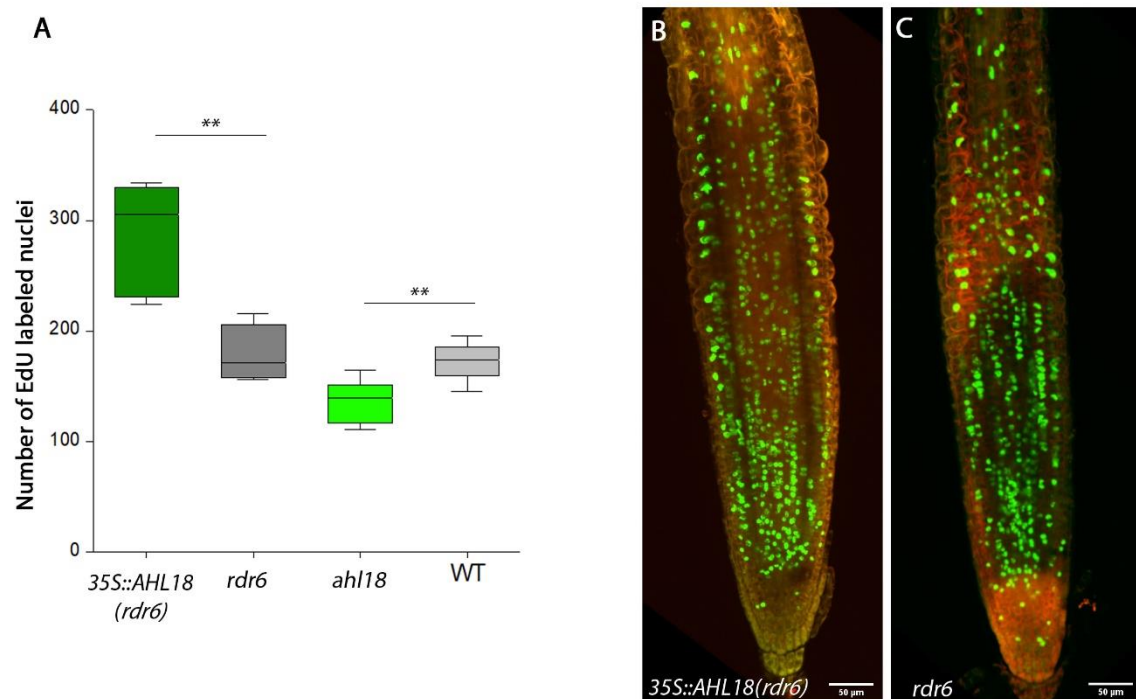 A
Number of EdU labeled nuclei
400
300
200
100
0
**
**
35S::AHL18
(rdr6)
rdr6
ahl18
WT
B
35S::AHL18(rdr6)
50 µm
C
rdr6
50 µm